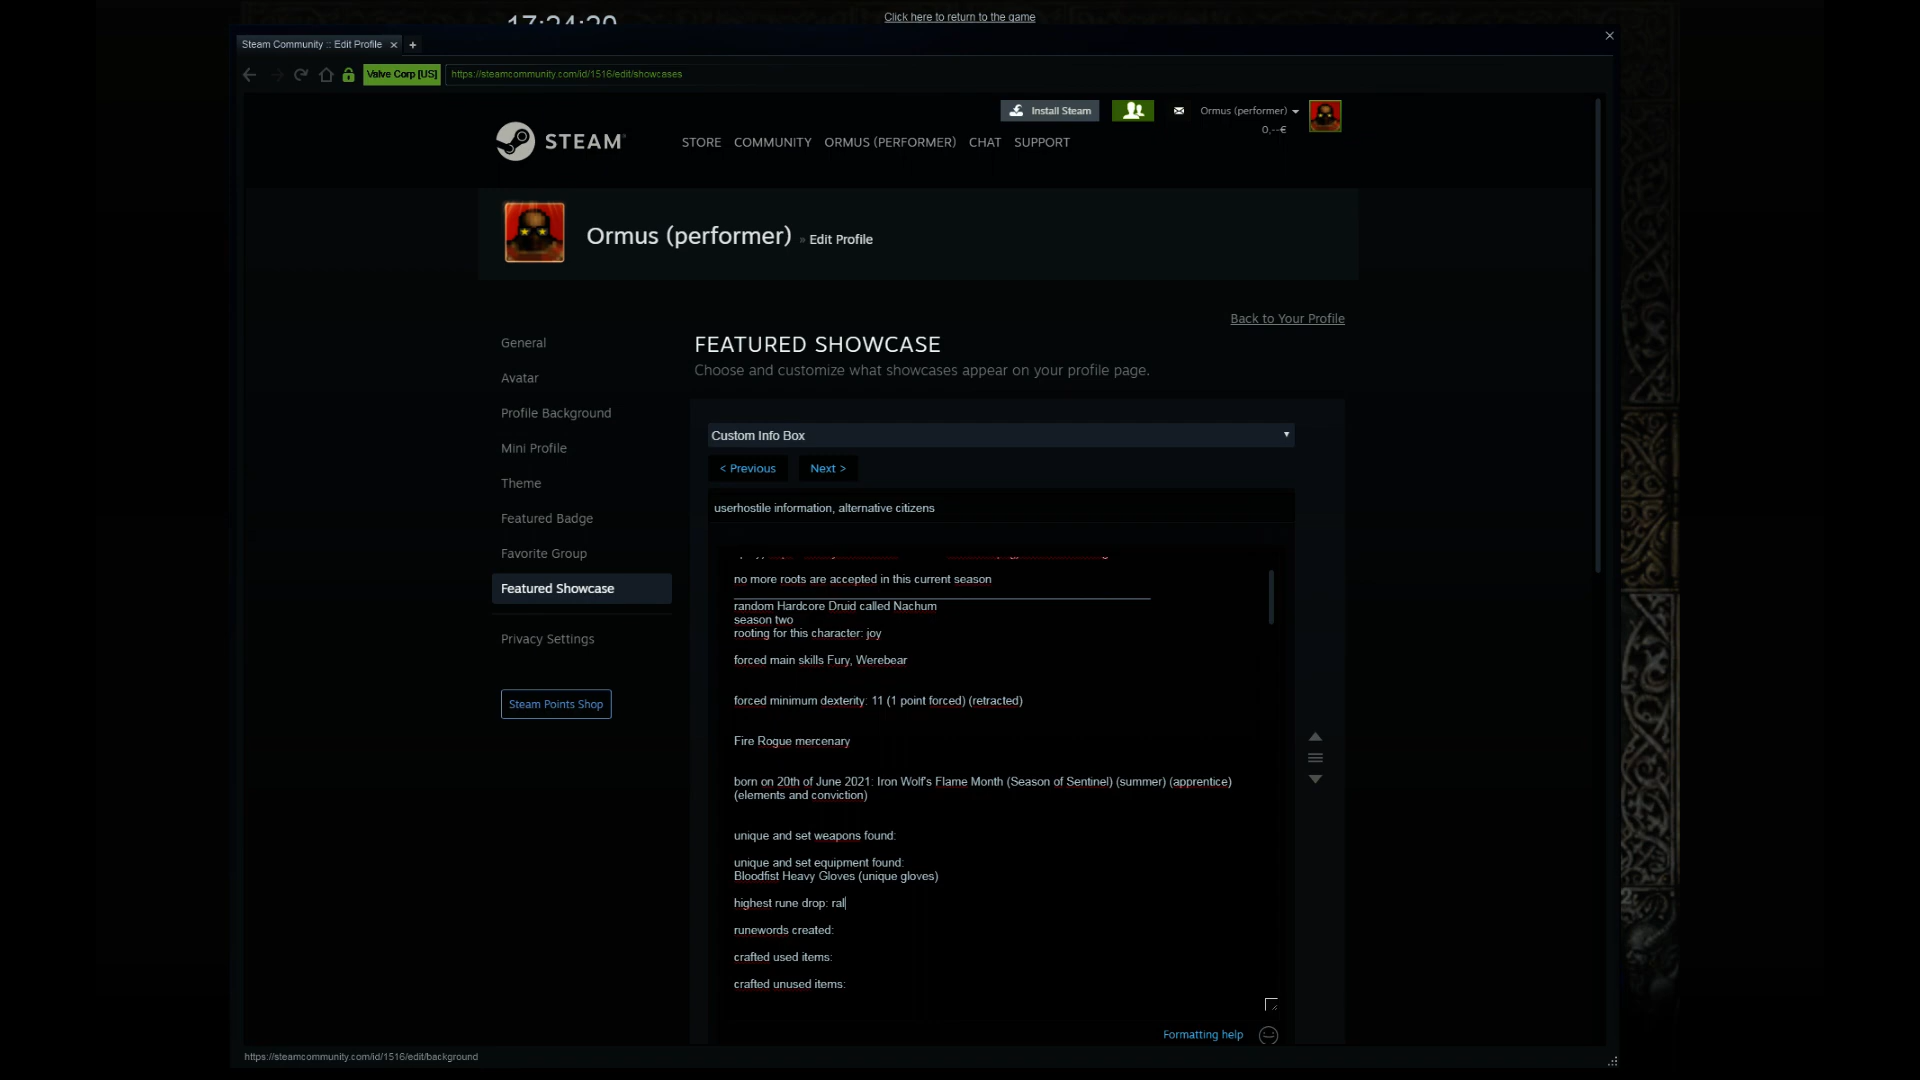 17:24:20
Click here to return to the game
Steam Community :: Edit Profile
Valve Corp [US]
https://steamcommunity.com/id/1516/edit/showcases
Install Steam
Ormus (performer)
0,--€
STEAM
STORE COMMUNITY ORMUS (PERFORMER) CHAT SUPPORT
Ormus (performer) » Edit Profile
Back to Your Profile
General
Avatar
Profile Background
Mini Profile
Theme
Featured Badge
Favorite Group
Featured Showcase
Privacy Settings
Steam Points Shop
FEATURED SHOWCASE
Choose and customize what showcases appear on your profile page.
Custom Info Box
< Previous
Next >
userhostile information, alternative citizens
no more roots are accepted in this current season
random Hardcore Druid called Nachum
season two
rooting for this character: joy
forced main skills Fury, Werebear
forced minimum dexterity: 11 (1 point forced) (retracted)
Fire Rogue mercenary
born on 20th of June 2021: Iron Wolf's Flame Month (Season of Sentinel) (summer) (apprentice)
(elements and conviction)
unique and set weapons found:
unique and set equipment found:
Bloodfist Heavy Gloves (unique gloves)
highest rune drop: ral
runewords created:
crafted used items:
crafted unused items:
Formatting help
https://steamcommunity.com/id/1516/edit/background